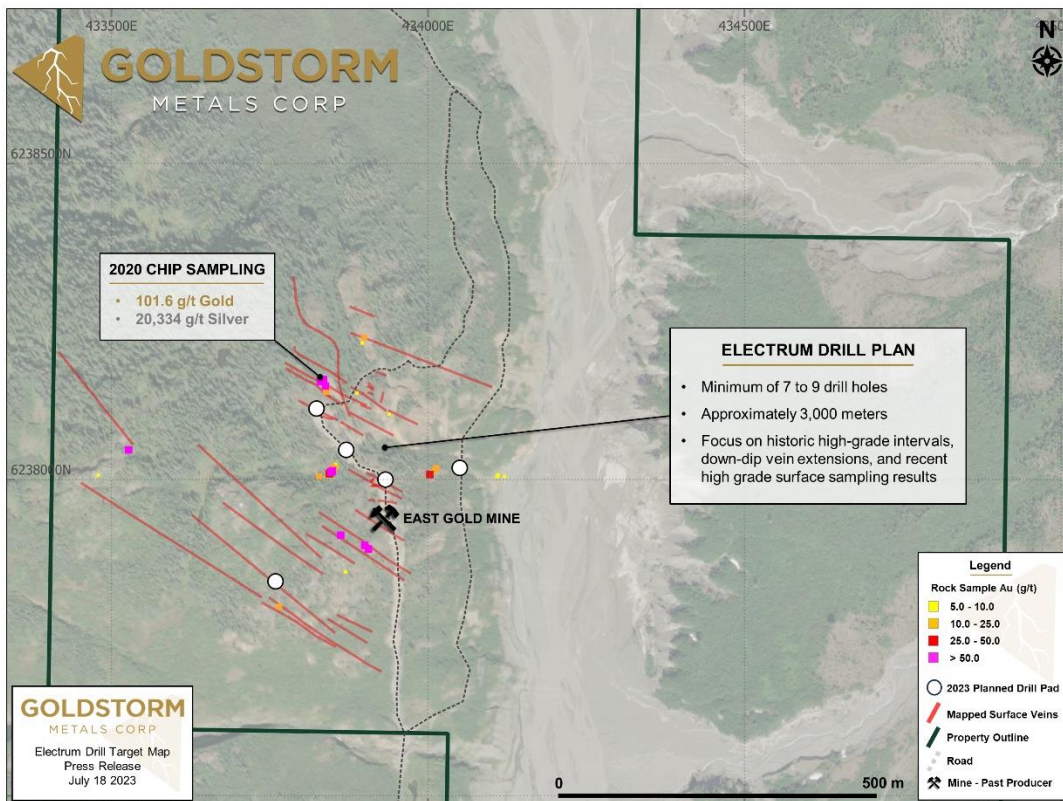 433500E
434000E
434500E
N
GOLDSTORM
METALS CORP
6238500N
2020 CHIP SAMPLING
• 101.6 g/t Gold
• 20,334 g/t Silver
ELECTRUM DRILL PLAN
• Minimum of 7 to 9 drill holes
• Approximately 3,000 meters
• Focus on historic high-grade intervals,
down-dip vein extensions, and recent
high grade surface sampling results
6238000N
EAST GOLD MINE
Legend
Rock Sample Au (g/t)
5.0 - 10.0
10.0 - 25.0
25.0 - 50.0
> 50.0
2023 Planned Drill Pad
Mapped Surface Veins
Property Outline
Road
Mine - Past Producer
GOLDSTORM
METALS CORP
Electrum Drill Target Map
Press Release
July 18 2023
0
500 m